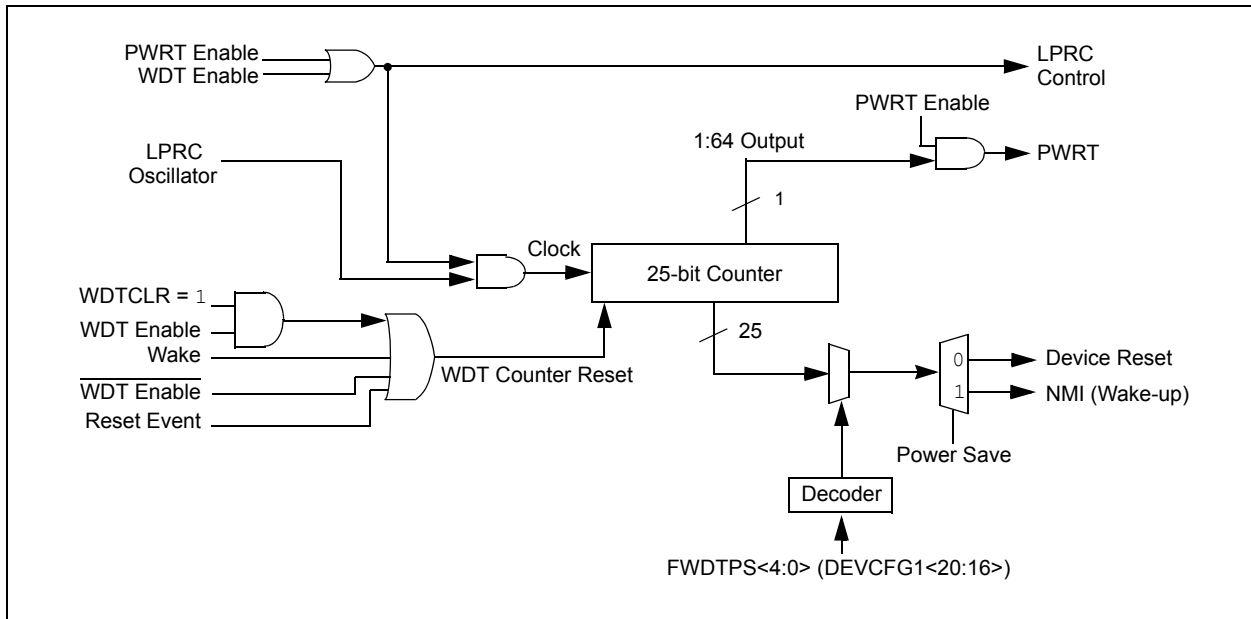 PWRT Enable
WDT Enable
LPRC
Control
PWRT Enable
1:64 Output
PWRT
LPRC
Oscillator
1
Clock
25-bit Counter
WDTCLR = 1
WDT Enable
Wake
WDT Enable
Reset Event
WDT Counter Reset
25
0
1
Device Reset
NMI (Wake-up)
Power Save
Decoder
FWDTPS<4:0> (DEVCFG1<20:16>)